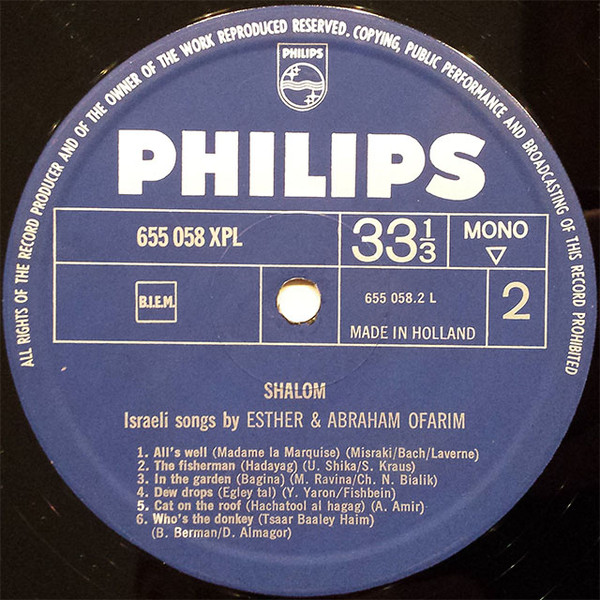 ALL RIGHTS OF THE RECORD PRODUCER AND OF THE OWNER OF THE WORK REPRODUCED RESERVED. COPYING, PUBLIC PERFORMANCE AND BROADCASTING OF THIS RECORD PROHIBITED
PHILIPS
PHILIPS
655 058 XPL
33 1/3
MONO
▽
B.I.E.M.
655 058.2 L
2
MADE IN HOLLAND
SHALOM
Israeli songs by ESTHER & ABRAHAM OFARIM
1. All's well (Madame la Marquise) (Misraki/Bach/Laverne)
2. The fisherman (Hadayag) (U. Shika/S. Kraus)
3. In the garden (Bagina) (M. Ravina/Ch. N. Bialik)
4. Dew drops (Egley tal) (Y. Yaron/Fishbein)
5. Cat on the roof (Hachatool al hagag) (A. Amir)
6. Who's the donkey (Tsaar Baaley Haim)
(B. Berman/D. Almagor)